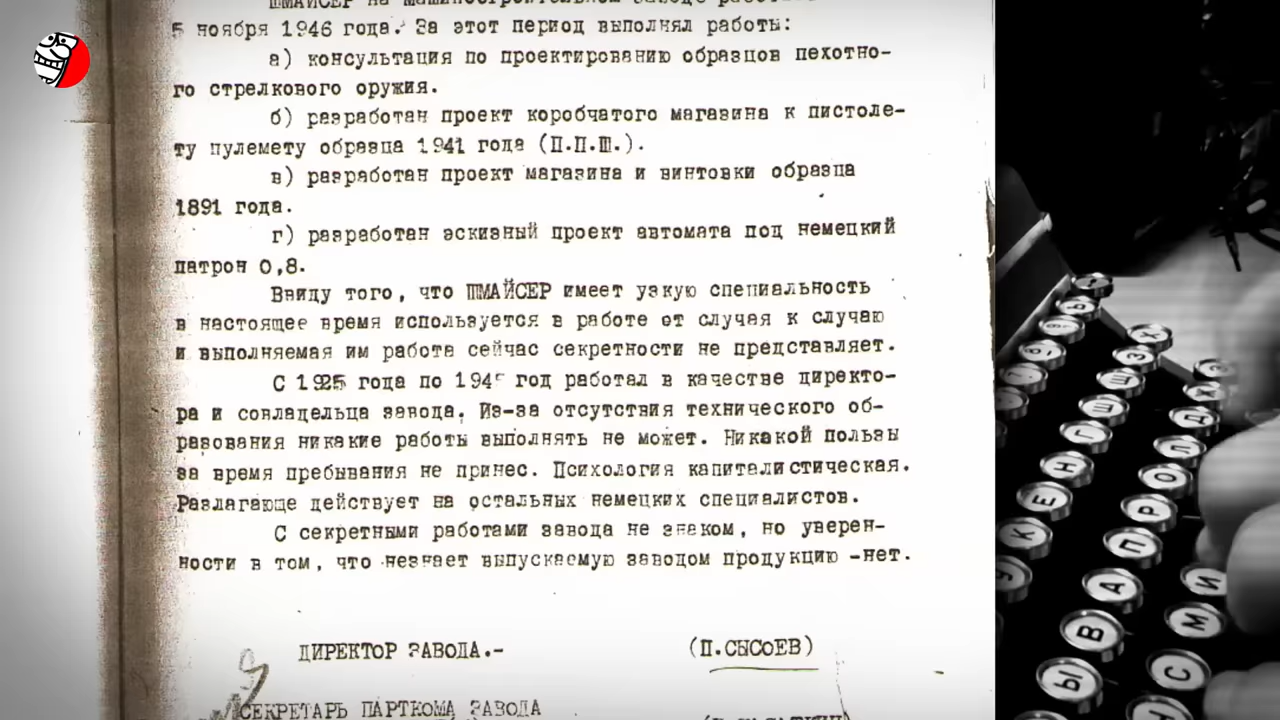 ШМАЙСЕР на машиностроительном заводе
5 ноября 1946 года. За этот период выполнял работы:
а) консультация по проектированию образцов пехотно-
го стрелкового оружия.
б) разработан проект коробчатого магазина к пистоле-
ту пулемету образца 1941 года (П.П.Ш.).
в) разработан проект магазина и винтовки образца
1891 года.
г) разработан эскизный проект автомата под немецкий
патрон 0,8.
Ввиду того, что ШМАЙСЕР имеет узкую специальность
в настоящее время используется в работе от случая к случаю
и выполняемая им работа сейчас секретности не представляет.
С 1925 года по 194 год работал в качестве директо-
ра и совладельца завода. Из-за отсутствия технического об-
разования никакие работы выполнять не может. Никакой пользы
за время пребывания не принес. Психология капиталистическая.
Разлагающе действует на остальных немецких специалистов.
С секретными работами завода не знаком, но уверен-
ности в том, что незнает выпускаемую заводом продукцию -нет.
ДИРЕКТОР ЗАВОДА.- (П.СЫСОЕВ)
СЕКРЕТАРЬ ПАРТКОМА ЗАВОДА